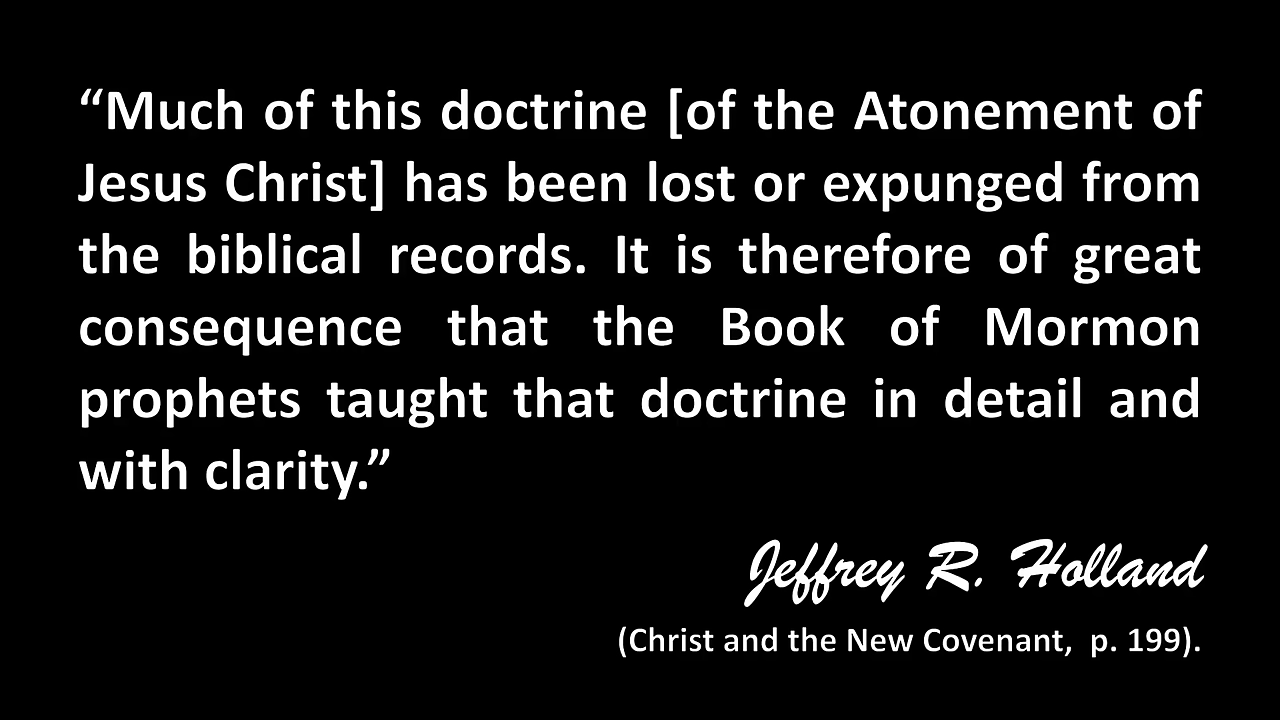 “Much of this doctrine [of the Atonement of
Jesus Christ] has been lost or expunged from
the biblical records. It is therefore of great
consequence that the Book of Mormon
prophets taught that doctrine in detail and
with clarity.”
Jeffrey R. Holland
(Christ and the New Covenant,  p. 199).